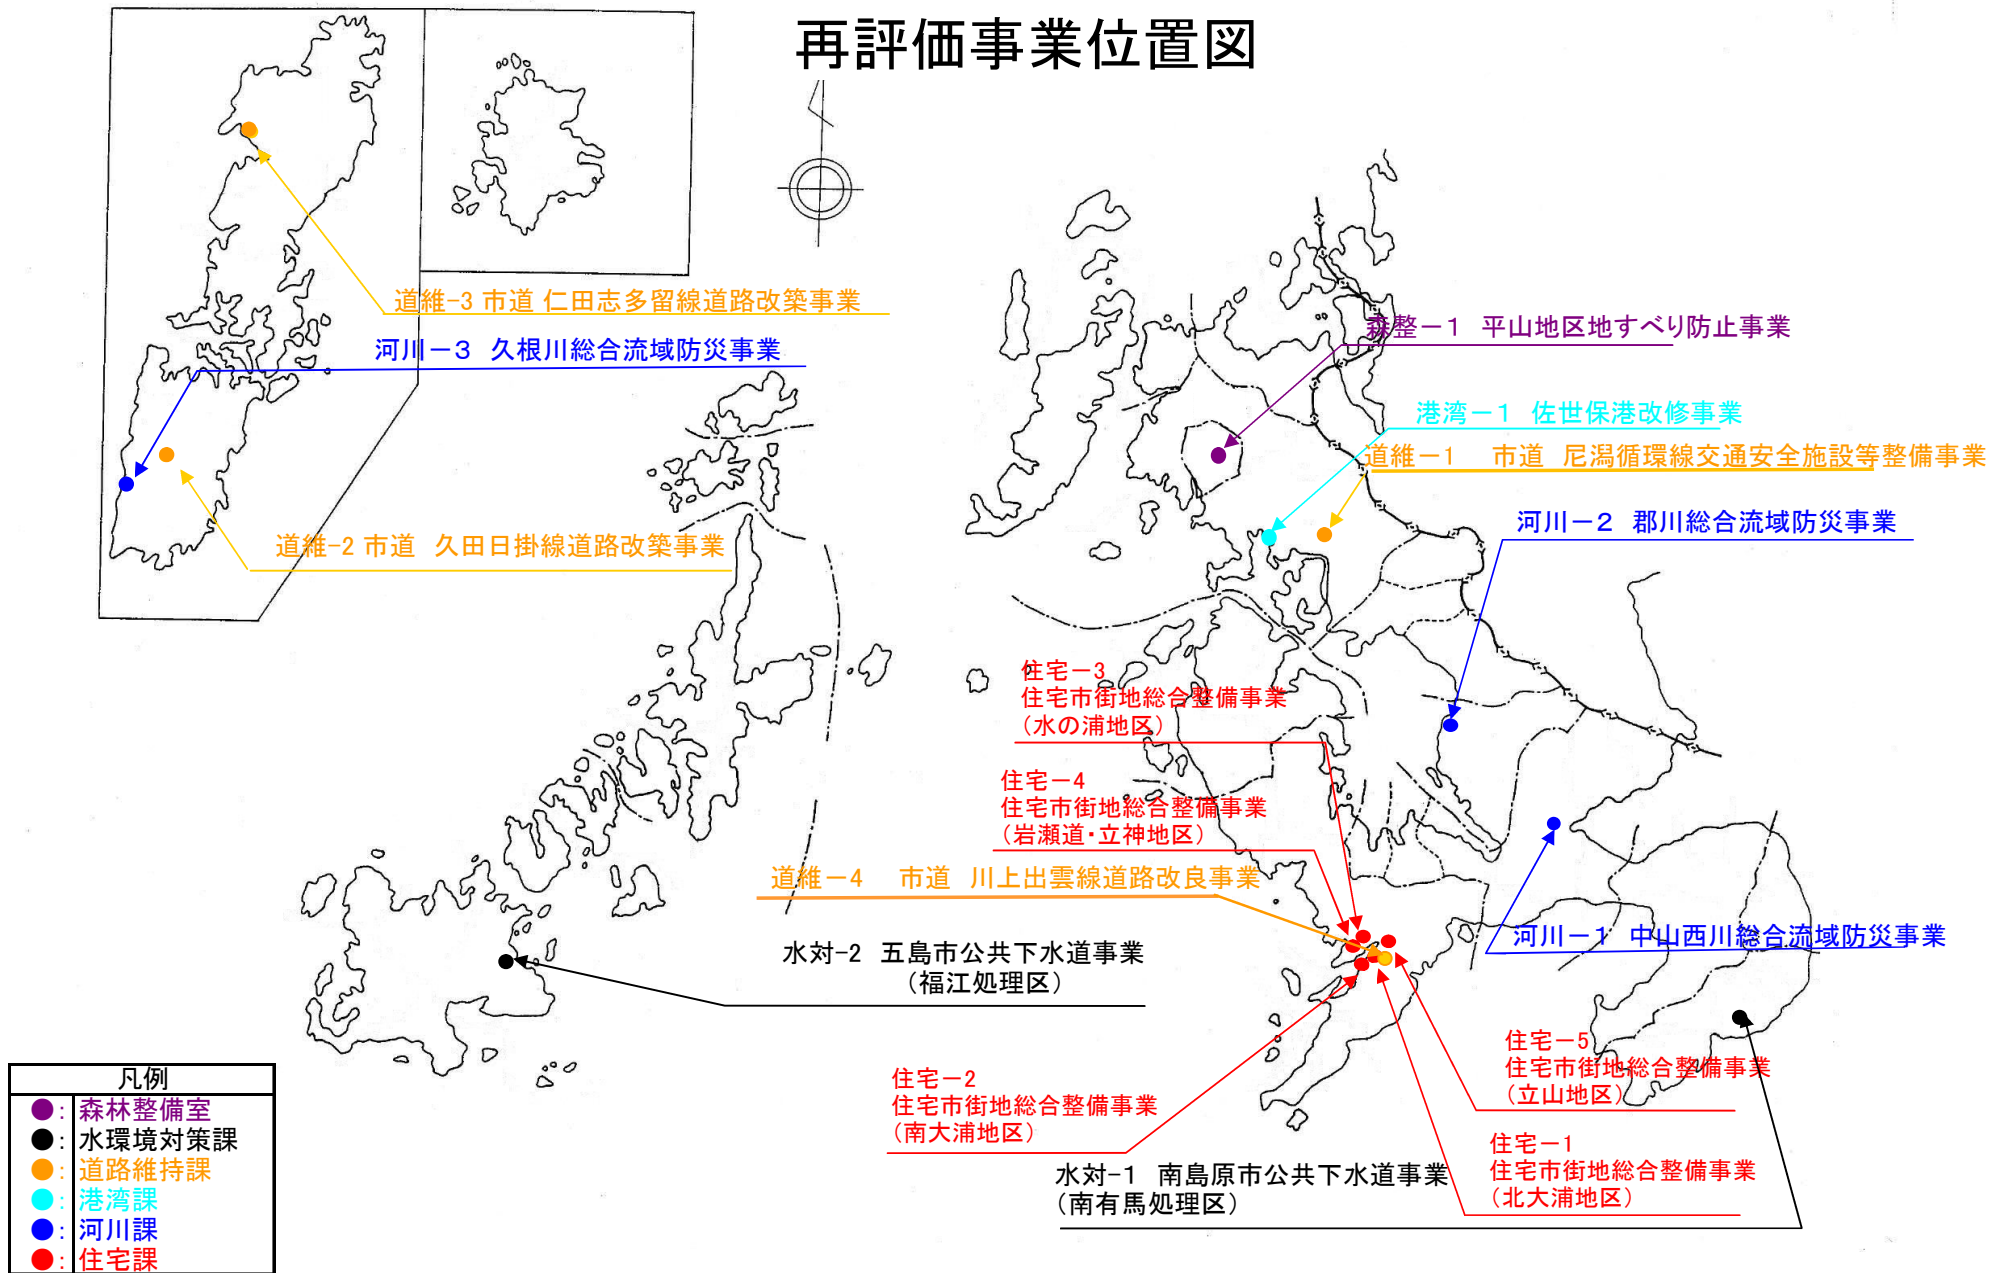 再評価事業位置図
道維-3 市道 仁田志多留線道路改築事業
河川－3 久根川総合流域防災事業
道維-2 市道 久田日掛線道路改築事業
森整－1 平山地区地すべり防止事業
港湾－1 佐世保港改修事業
道維－1 市道 尼潟循環線交通安全施設等整備事業
河川－2 郡川総合流域防災事業
住宅－3
住宅市街地総合整備事業
(水の浦地区)
住宅－4
住宅市街地総合整備事業
(岩瀬道・立神地区)
道維－4 市道 川上出雲線道路改良事業
河川－1 中山西川総合流域防災事業
水対-2 五島市公共下水道事業
(福江処理区)
住宅－5
住宅市街地総合整備事業
(立山地区)
住宅－2
住宅市街地総合整備事業
(南大浦地区)
住宅－1
住宅市街地総合整備事業
(北大浦地区)
水対-1 南島原市公共下水道事業
(南有馬処理区)
凡例
●: 森林整備室
●: 水環境対策課
●: 道路維持課
●: 港湾課
●: 河川課
●: 住宅課